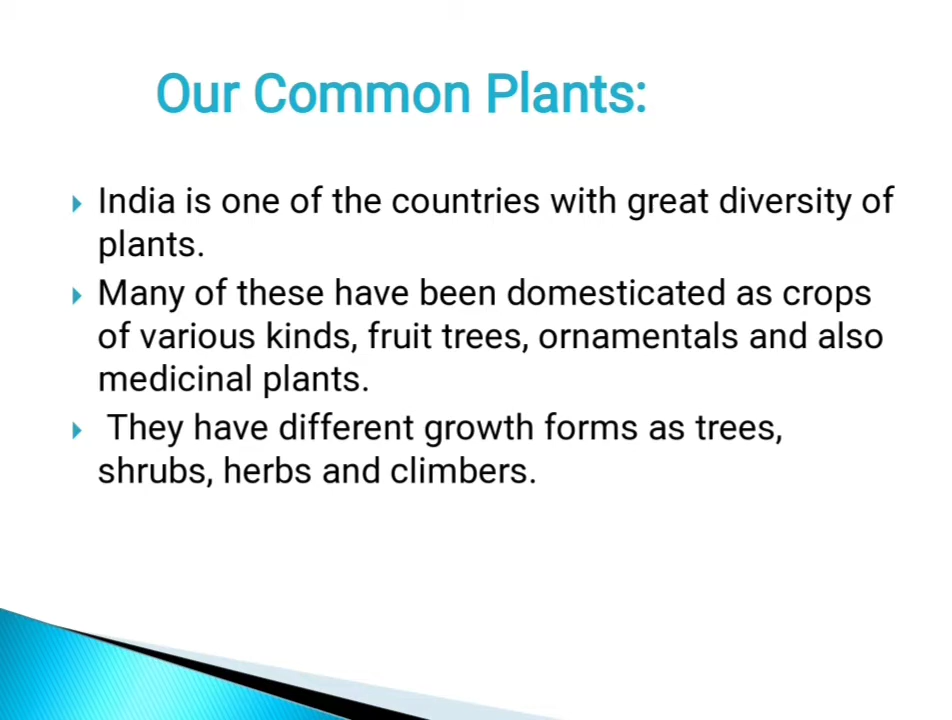 Our Common Plants:
India is one of the countries with great diversity of
plants.
Many of these have been domesticated as crops
of various kinds, fruit trees, ornamentals and also
medicinal plants.
They have different growth forms as trees,
shrubs, herbs and climbers.